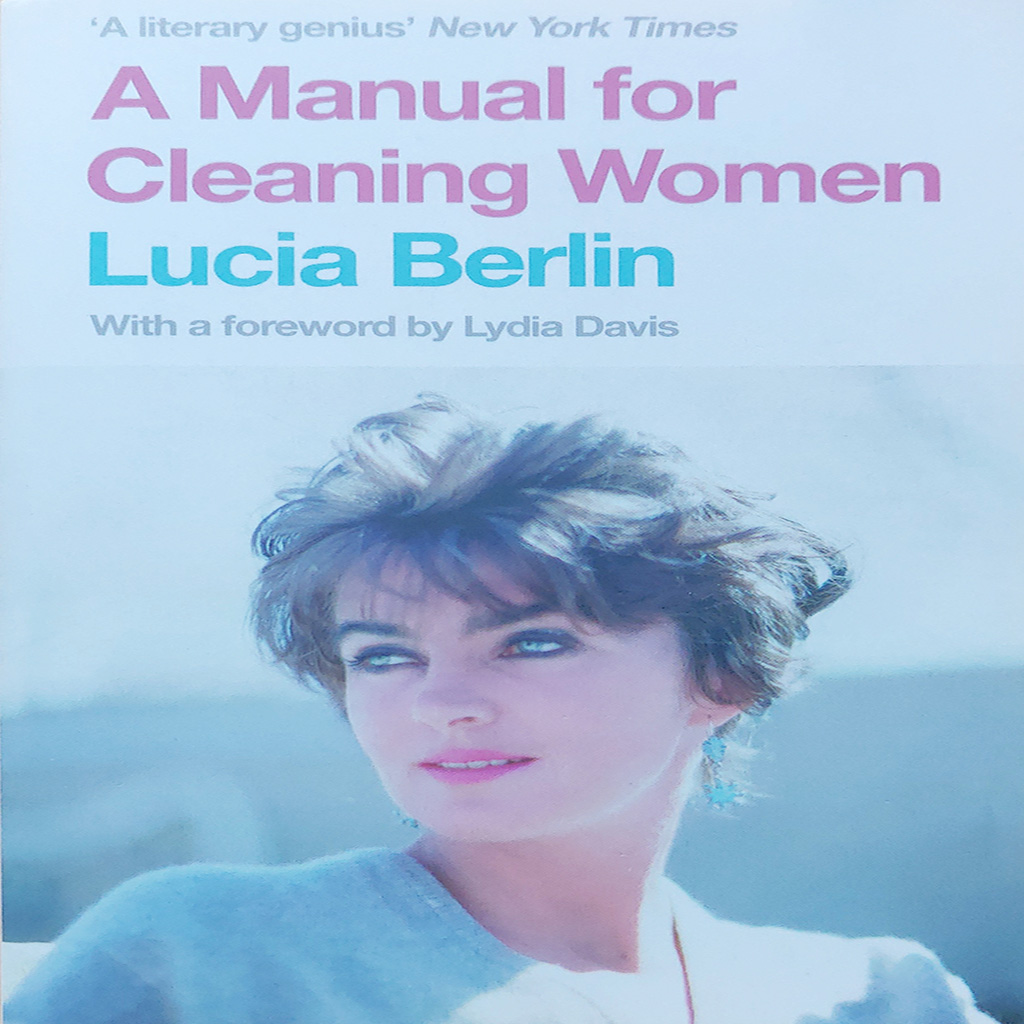 ‘A literary genius’ New York Times
A Manual for
Cleaning Women
Lucia Berlin
With a foreword by Lydia Davis